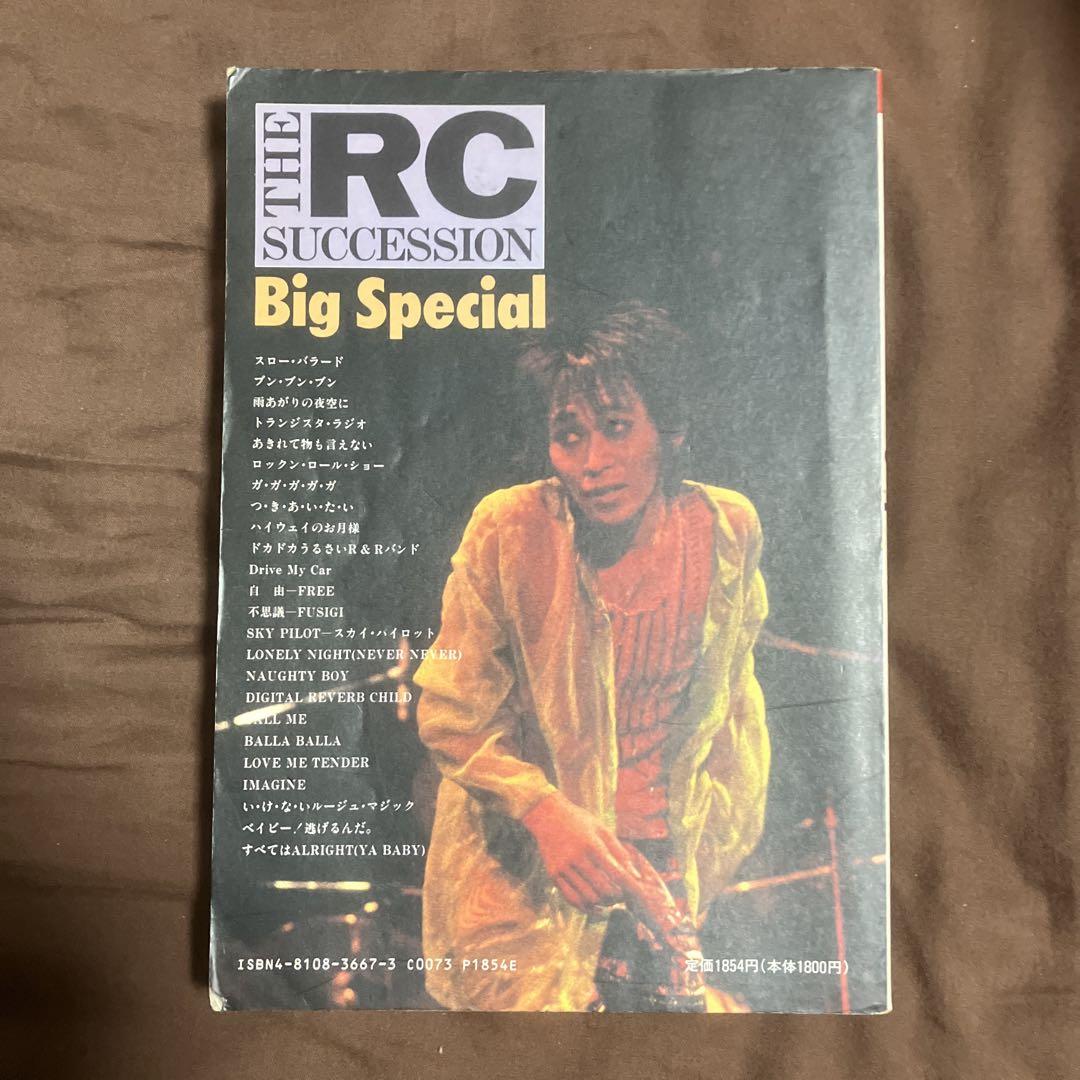 THE RC
SUCCESSION
Big Special
スロー・バラード
ブン・ブン・ブン
雨あがりの夜空に
トランジスタ・ラジオ
あきれて物も言えない
ロックン・ロール・ショー
ガ・ガ・ガ・ガ・ガ
つ・き・あ・い・た・い
ハイウェイのお月様
ドカドカうるさいR&Rバンド
Drive My Car
自 由—FREE
不思議—FUSIGI
SKY PILOT—スカイ・パイロット
LONELY NIGHT(NEVER NEVER)
NAUGHTY BOY
DIGITAL REVERB CHILD
CALL ME
BALLA BALLA
LOVE ME TENDER
IMAGINE
い・け・な・いルージュ・マジック
ベイビー！逃げるんだ。
すべてはALRIGHT(YA BABY)
ISBN4-8108-3667-3 C0073 P1854E
定価1854円(本体1800円)